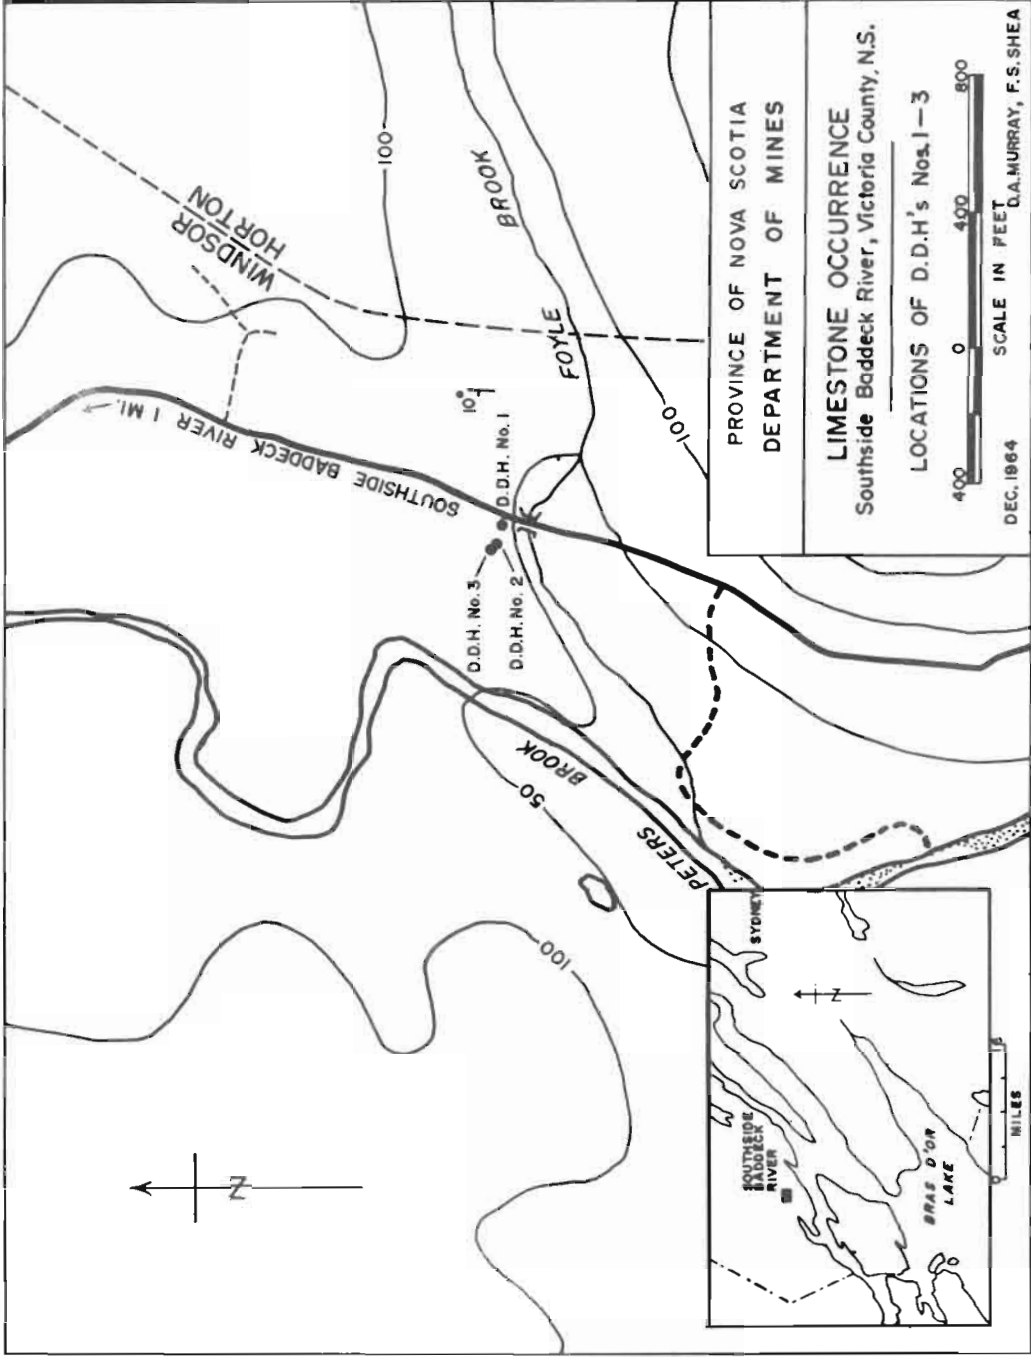 PROVINCE OF NOVA SCOTIA
DEPARTMENT OF MINES
LIMESTONE OCCURRENCE
Southside Baddeck River, Victoria County, N.S.
LOCATIONS OF D.D.H's Nos. 1-3
400 0 400 800
SCALE IN FEET
DEC. 1964
D.A. MURRAY, F.S. SHEA
100
WINDSOR
HORTON
BROOK
FOYLE
100
SOUTHSIDE BADDECK RIVER 1 MI.
10°
D.D.H. No. 1
D.D.H. No. 3
D.D.H. No. 2
PETERS
BROOK
50
100
N
SYDNEY
N
SOUTHSIDE
BADDECK
RIVER
BRAS D'OR
LAKE
MILES